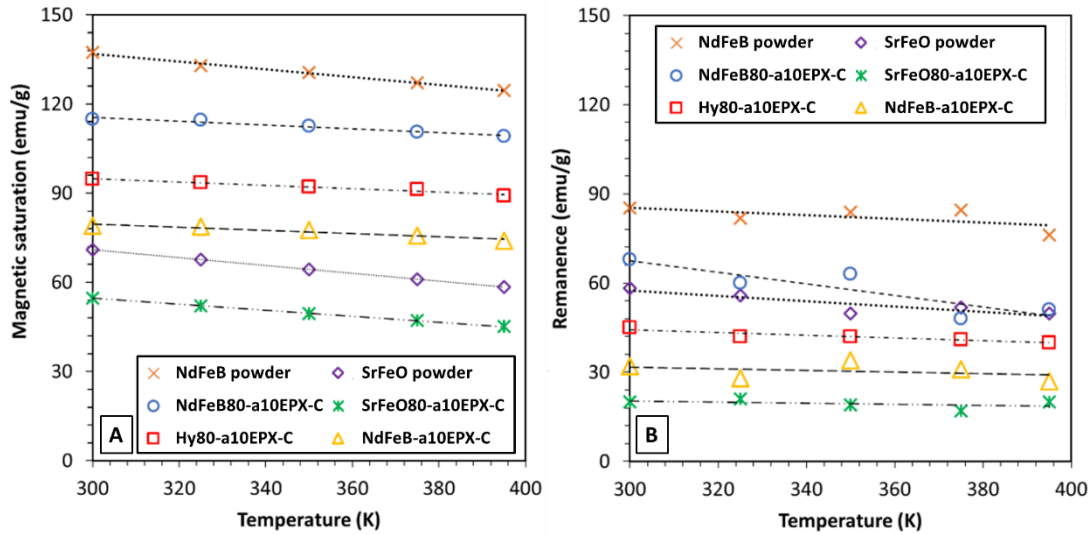 150
120
90
60
30
0
Magnetic saturation (emu/g)
NdFeB powder
SrFeO powder
NdFeB80-a10EPX-C
SrFeO80-a10EPX-C
Hy80-a10EPX-C
NdFeB-a10EPX-C
A
300
320
340
360
380
400
Temperature (K)
150
120
90
60
30
0
Remanence (emu/g)
NdFeB powder
SrFeO powder
NdFeB80-a10EPX-C
SrFeO80-a10EPX-C
Hy80-a10EPX-C
NdFeB-a10EPX-C
B
300
320
340
360
380
400
Temperature (K)